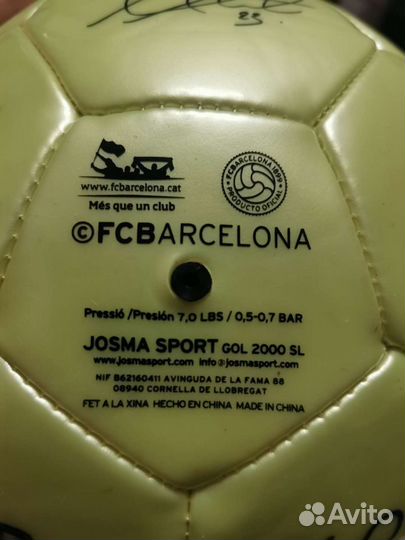 23
www.fcbarcelona.cat
Més que un club
FCBARCELONA 1899
PRODUCTO OFICIAL
©FCBARCELONA
Pressió /Presión 7,0 LBS / 0,5-0,7 BAR
JOSMA SPORT GOL 2000 SL
www.josmasport.com info@josmasport.com
NIF B62160411 AVINGUDA DE LA FAMA 88
08940 CORNELLA DE LLOBREGAT
FET A LA XINA HECHO EN CHINA MADE IN CHINA
Avito